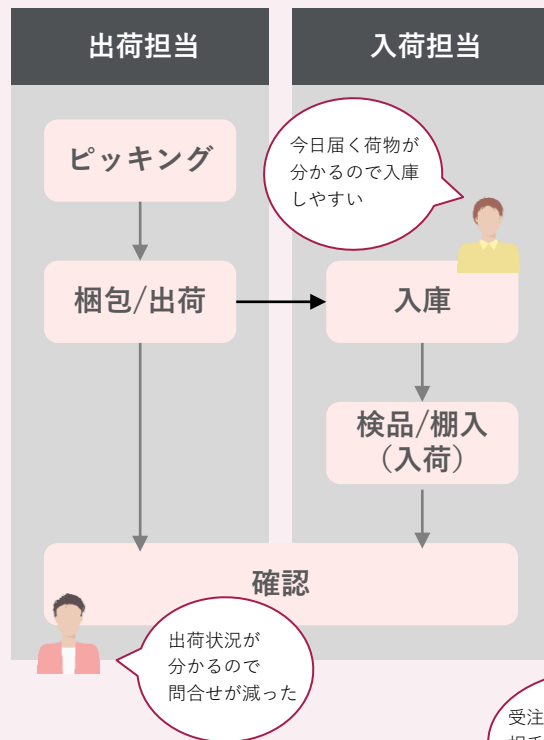 出荷担当
入荷担当
ピッキング
今日届く荷物が
分かるので入庫
しやすい
梱包/出荷
入庫
検品/棚入
（入荷）
確認
出荷状況が
分かるので
問合せが減った
受注